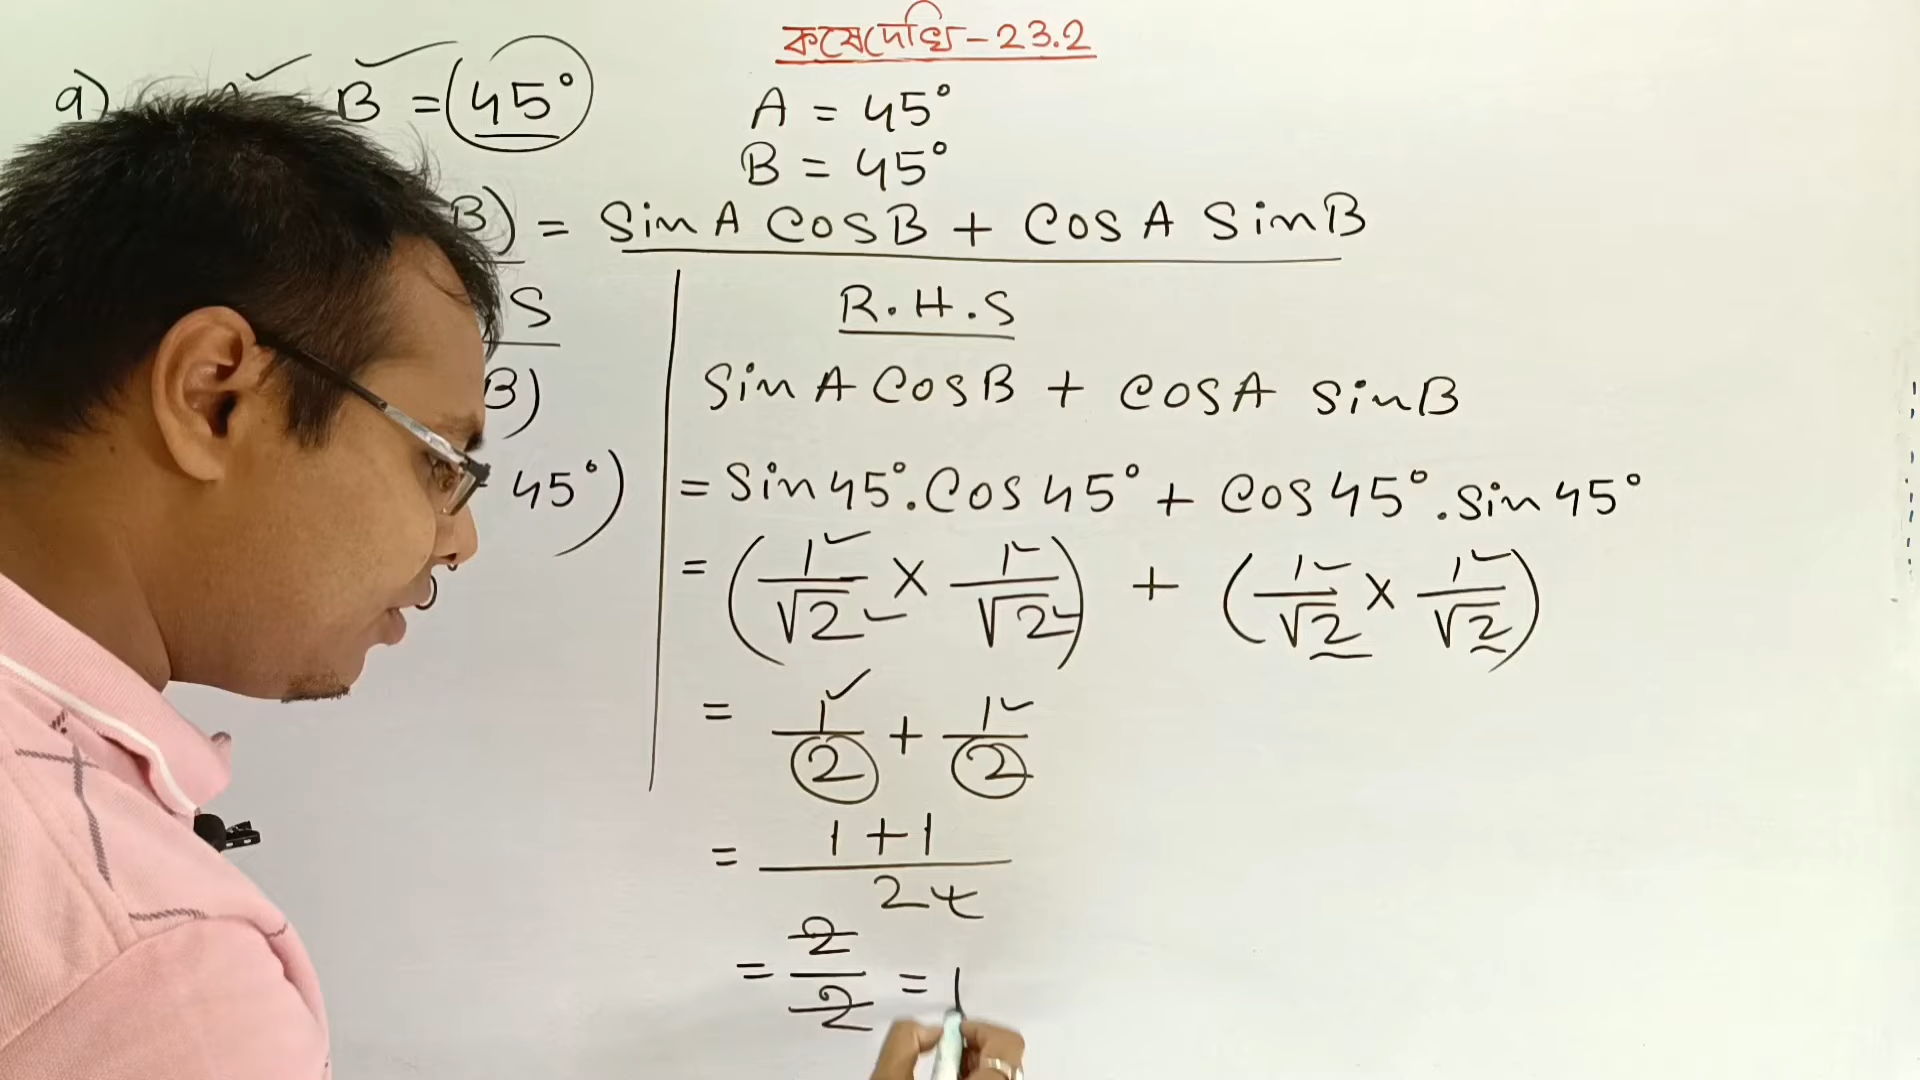 কষেদেখি - 23.2
9) B = 45°
A = 45°
B = 45°
B) = Sin A Cos B + Cos A Sin B
S
R.H.S
B)
Sin A Cos B + Cos A Sin B
45°)
= Sin 45°. Cos 45° + Cos 45°. Sin 45°
= (1/√2 × 1/√2) + (1/√2 × 1/√2)
= 1/2 + 1/2
= 1+1/2
= 2/2 = 1